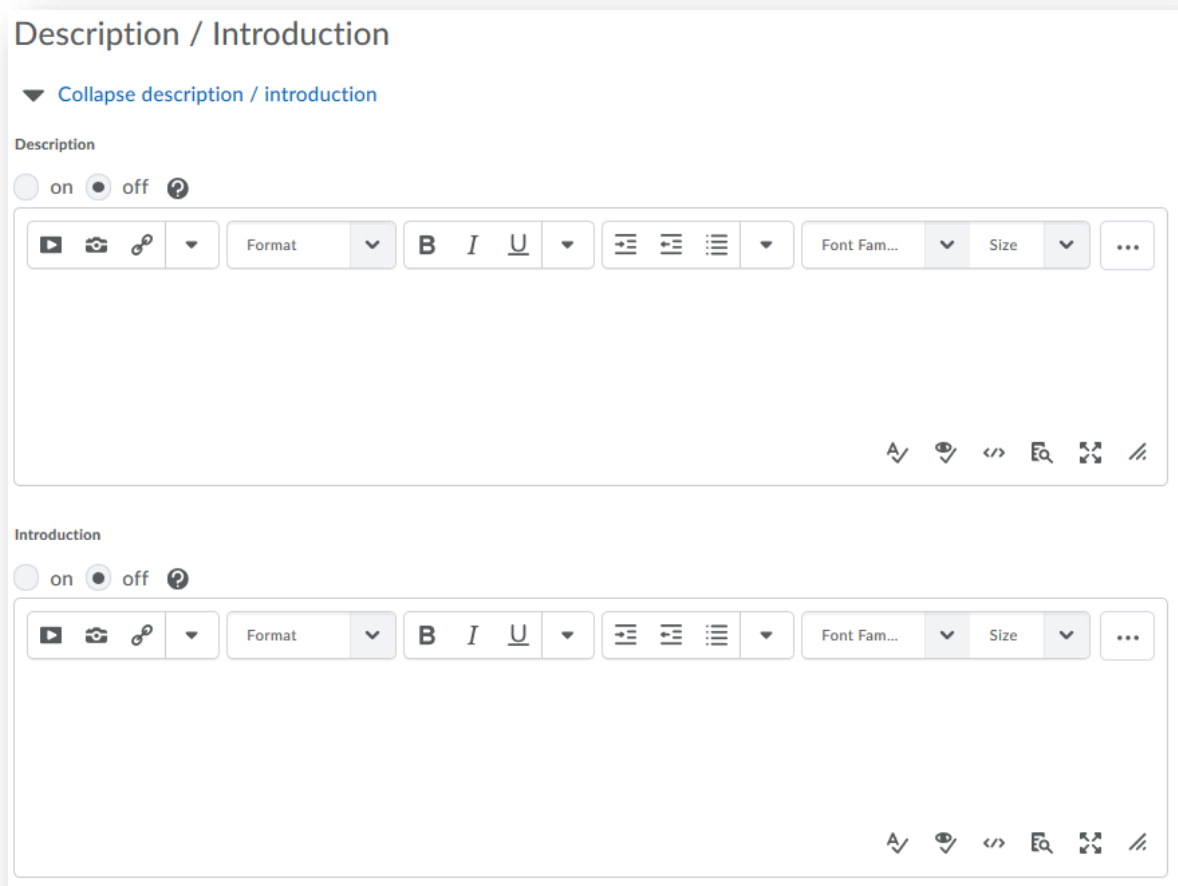 Description / Introduction
Collapse description / introduction
Description
on off
Format B I U Font Fam... Size ...
Introduction
on off
Format B I U Font Fam... Size ...